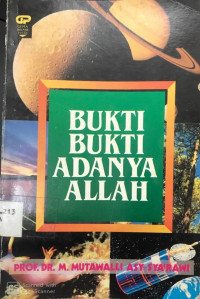 BUKTI
BUKTI
ADANYA
ALLAH
PROF. DR. M. MUTAWALLI ASY-SYA'RAWI